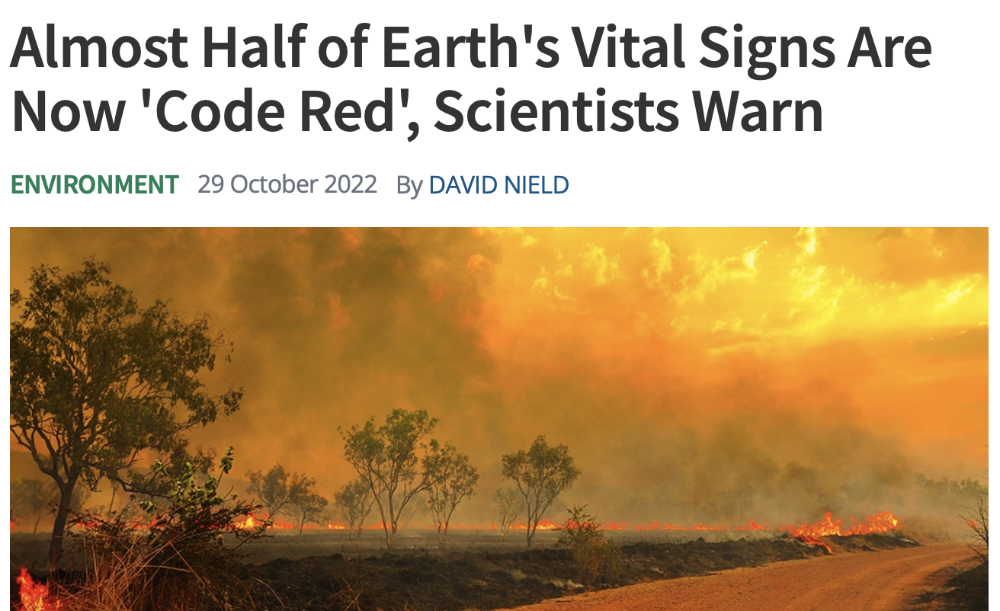 Almost Half of Earth's Vital Signs Are
Now 'Code Red', Scientists Warn
ENVIRONMENT 29 October 2022 By DAVID NIELD